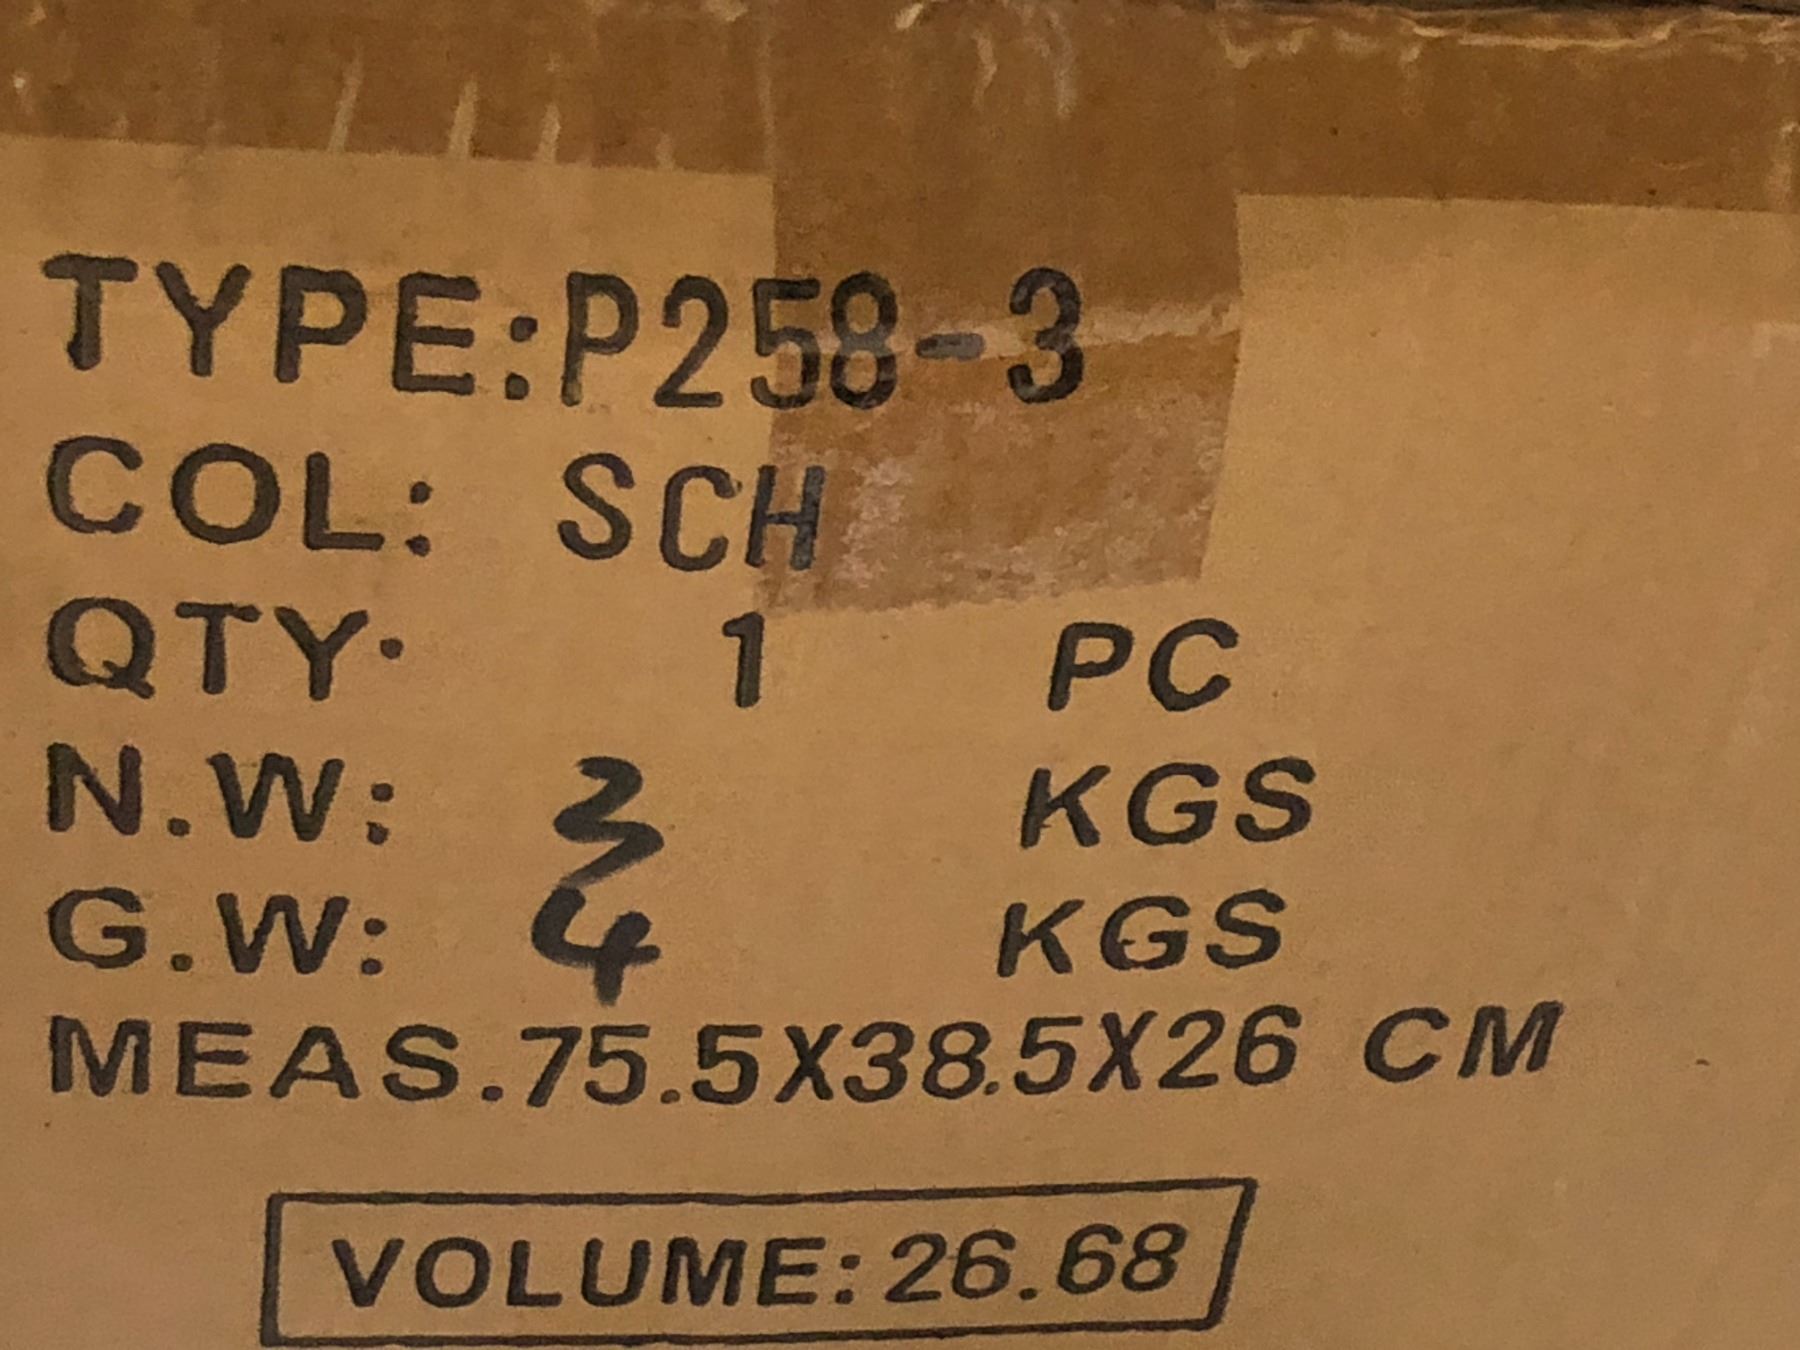 TYPE:P258-3
COL: SCH
QTY. 1 PC
N.W: 3 KGS
G.W: 4 KGS
MEAS.75.5X38.5X26 CM
VOLUME:26.68